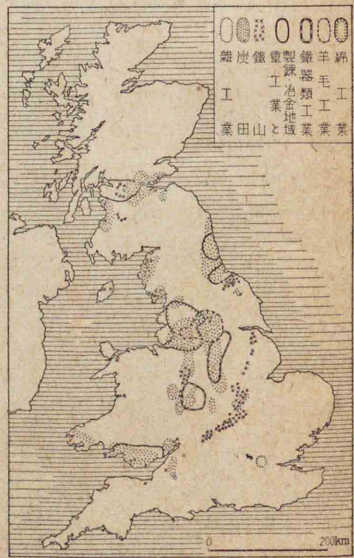 綿工業
羊毛工業
鐵器類工業
製鍊冶金地域
重工業と
鐵山
炭田
雜工業
0 200km